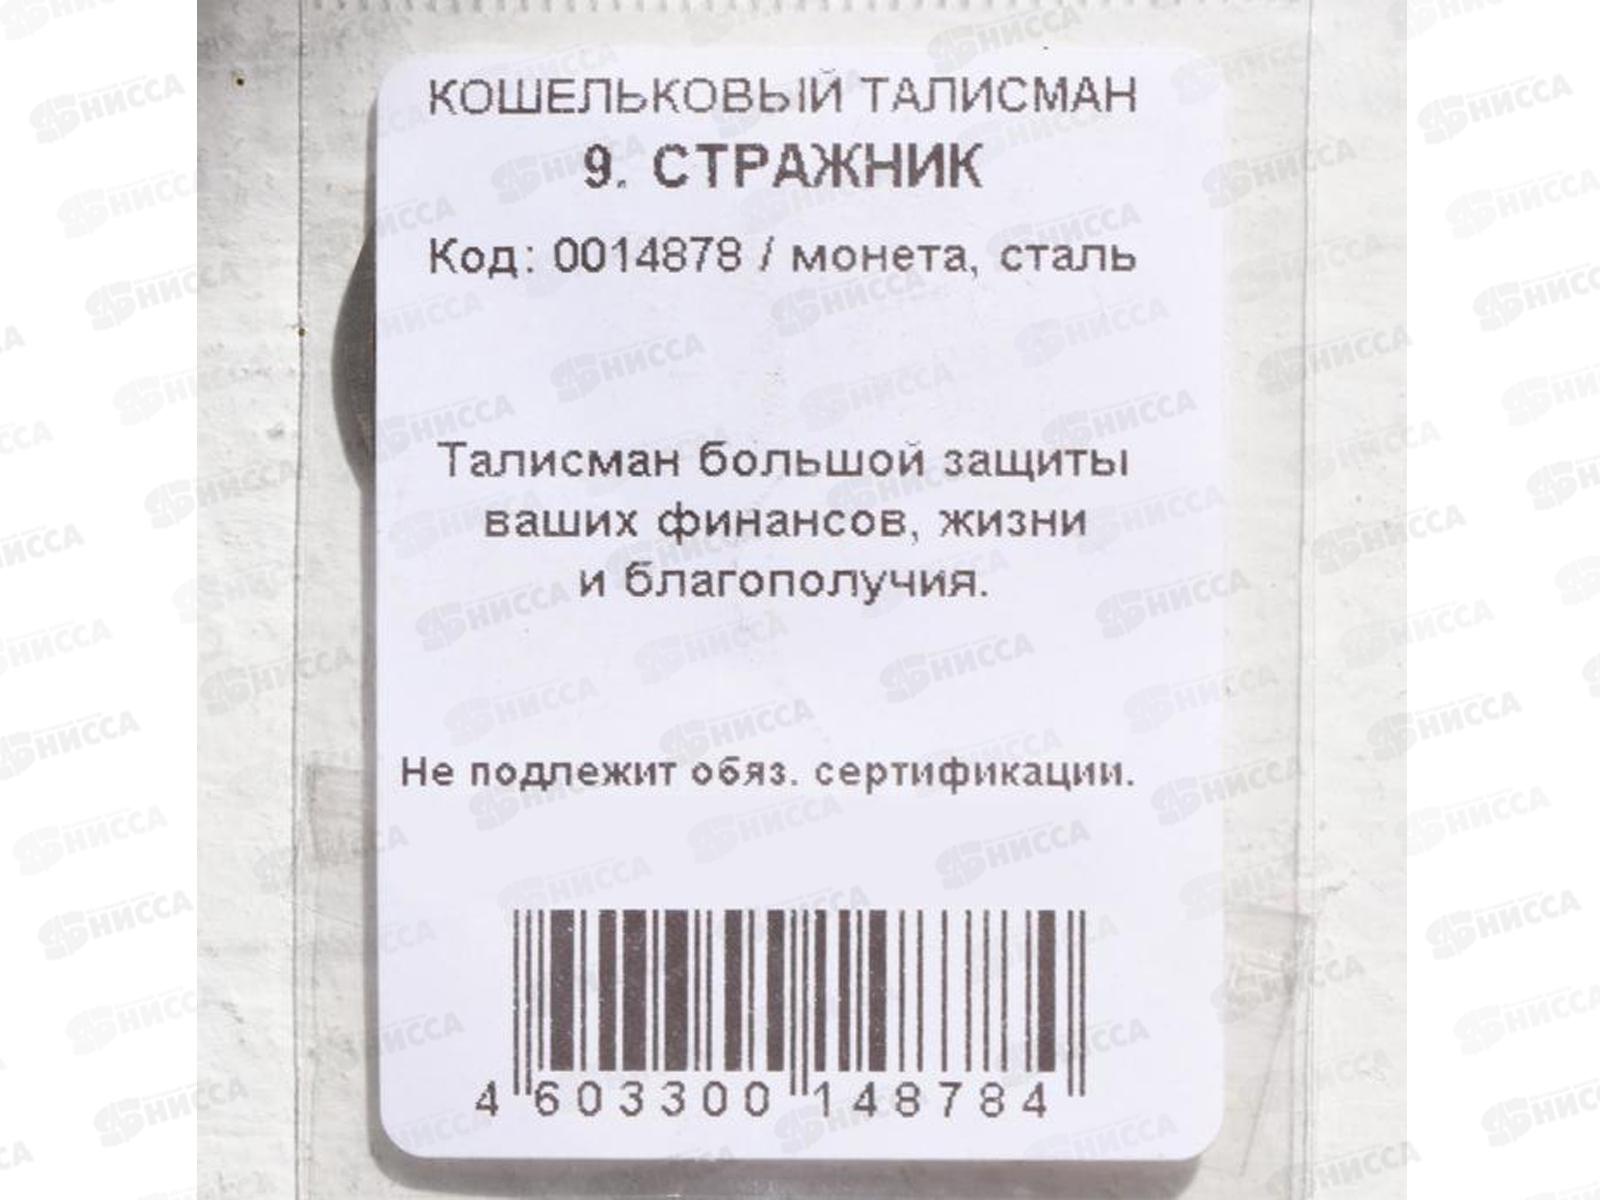 КОШЕЛЬКОВЫЙ ТАЛИСМАН
9. СТРАЖНИК
Код: 0014878 / монета, сталь
Талисман большой защиты
ваших финансов, жизни
и благополучия.
Не подлежит обяз. сертификации.
4 603300 148784